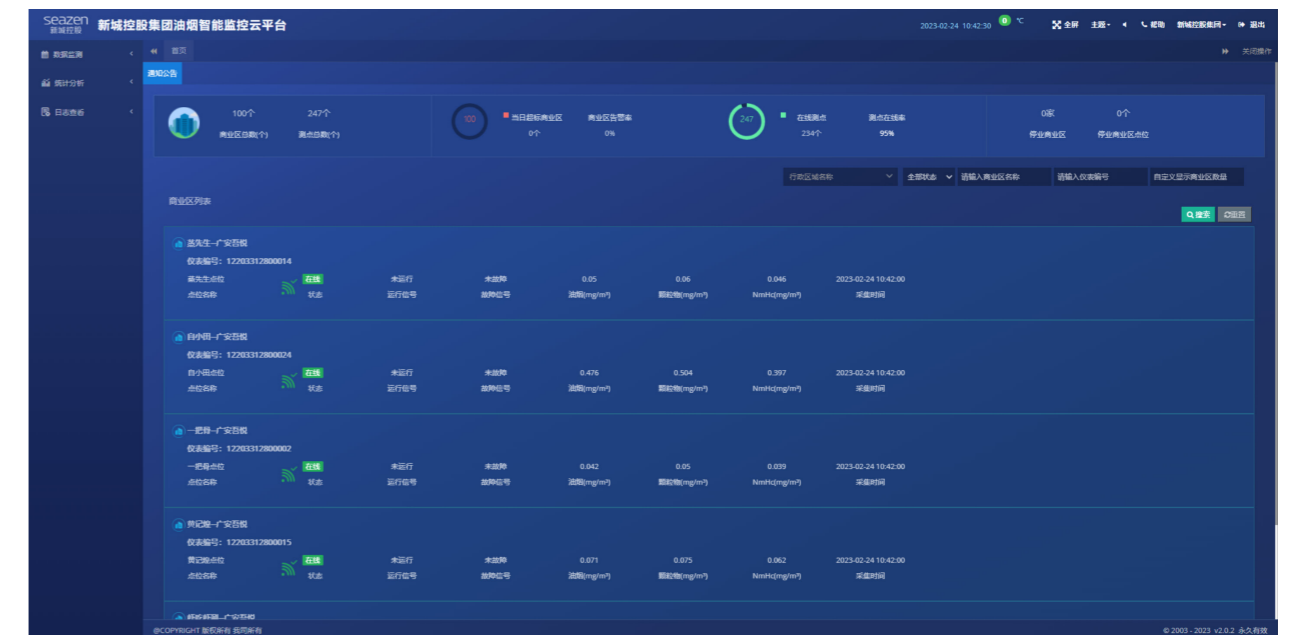 seazen 新城控股 新城控股集团油烟智能监控云平台 2023-02-24 10:42:30 0 ℃ 全屏 主题 帮助 新城控股集团 退出
数据监测 首页 关闭操作
统计分析 通知公告
日志查看
100个 247个 100 当日超标商业区 商业区告警率 247 在线测点 测点在线率 0家 0个
商业区总数(个) 测点总数(个) 0个 0% 234个 95% 停业商业区 停业商业区点位
行政区域名称 全部状态 请输入商业区名称 请输入仪表编号 自定义显示商业区数量
商业区列表
搜索 重置
先生--广安吾悦
仪表编号：12203312800014
先生点位 在线 未运行 未故障 0.05 0.06 0.046 2023-02-24 10:42:00
点位名称 状态 运行信号 故障信号 油烟(mg/m³) 颗粒物(mg/m³) NmHc(mg/m³) 采集时间
自小田--广安吾悦
仪表编号：12203312800024
自小田点位 在线 未运行 未故障 0.476 0.504 0.397 2023-02-24 10:42:00
点位名称 状态 运行信号 故障信号 油烟(mg/m³) 颗粒物(mg/m³) NmHc(mg/m³) 采集时间
一把骨--广安吾悦
仪表编号：12203312800002
一把骨点位 在线 未运行 未故障 0.042 0.05 0.039 2023-02-24 10:42:00
点位名称 状态 运行信号 故障信号 油烟(mg/m³) 颗粒物(mg/m³) NmHc(mg/m³) 采集时间
黄记煌--广安吾悦
仪表编号：12203312800015
黄记煌点位 在线 未运行 未故障 0.071 0.075 0.062 2023-02-24 10:42:00
点位名称 状态 运行信号 故障信号 油烟(mg/m³) 颗粒物(mg/m³) NmHc(mg/m³) 采集时间
@COPYRIGHT 版权所有 © 2003 - 2023 v2.0.2 永久有效